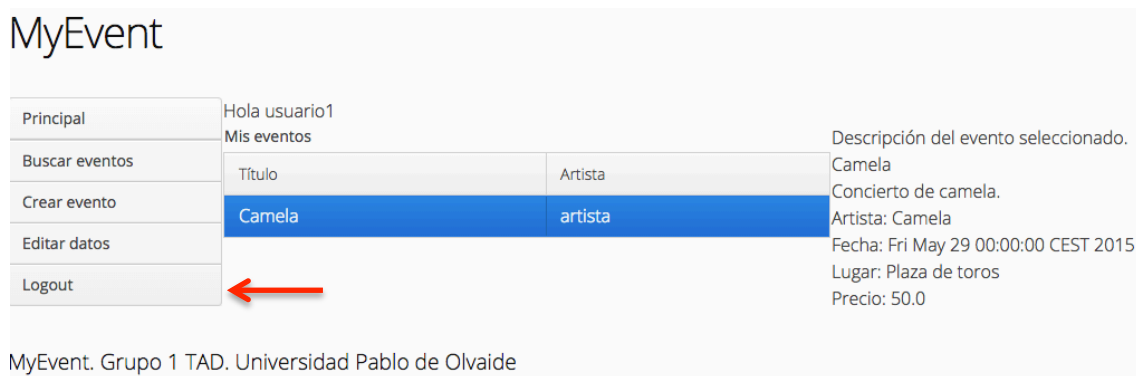 MyEvent
Principal
Buscar eventos
Crear evento
Editar datos
Logout
Hola usuario1
Mis eventos
Título Artista
Camela artista
Descripción del evento seleccionado.
Camela
Concierto de camela.
Artista: Camela
Fecha: Fri May 29 00:00:00 CEST 2015
Lugar: Plaza de toros
Precio: 50.0
MyEvent. Grupo 1 TAD. Universidad Pablo de Olvaide